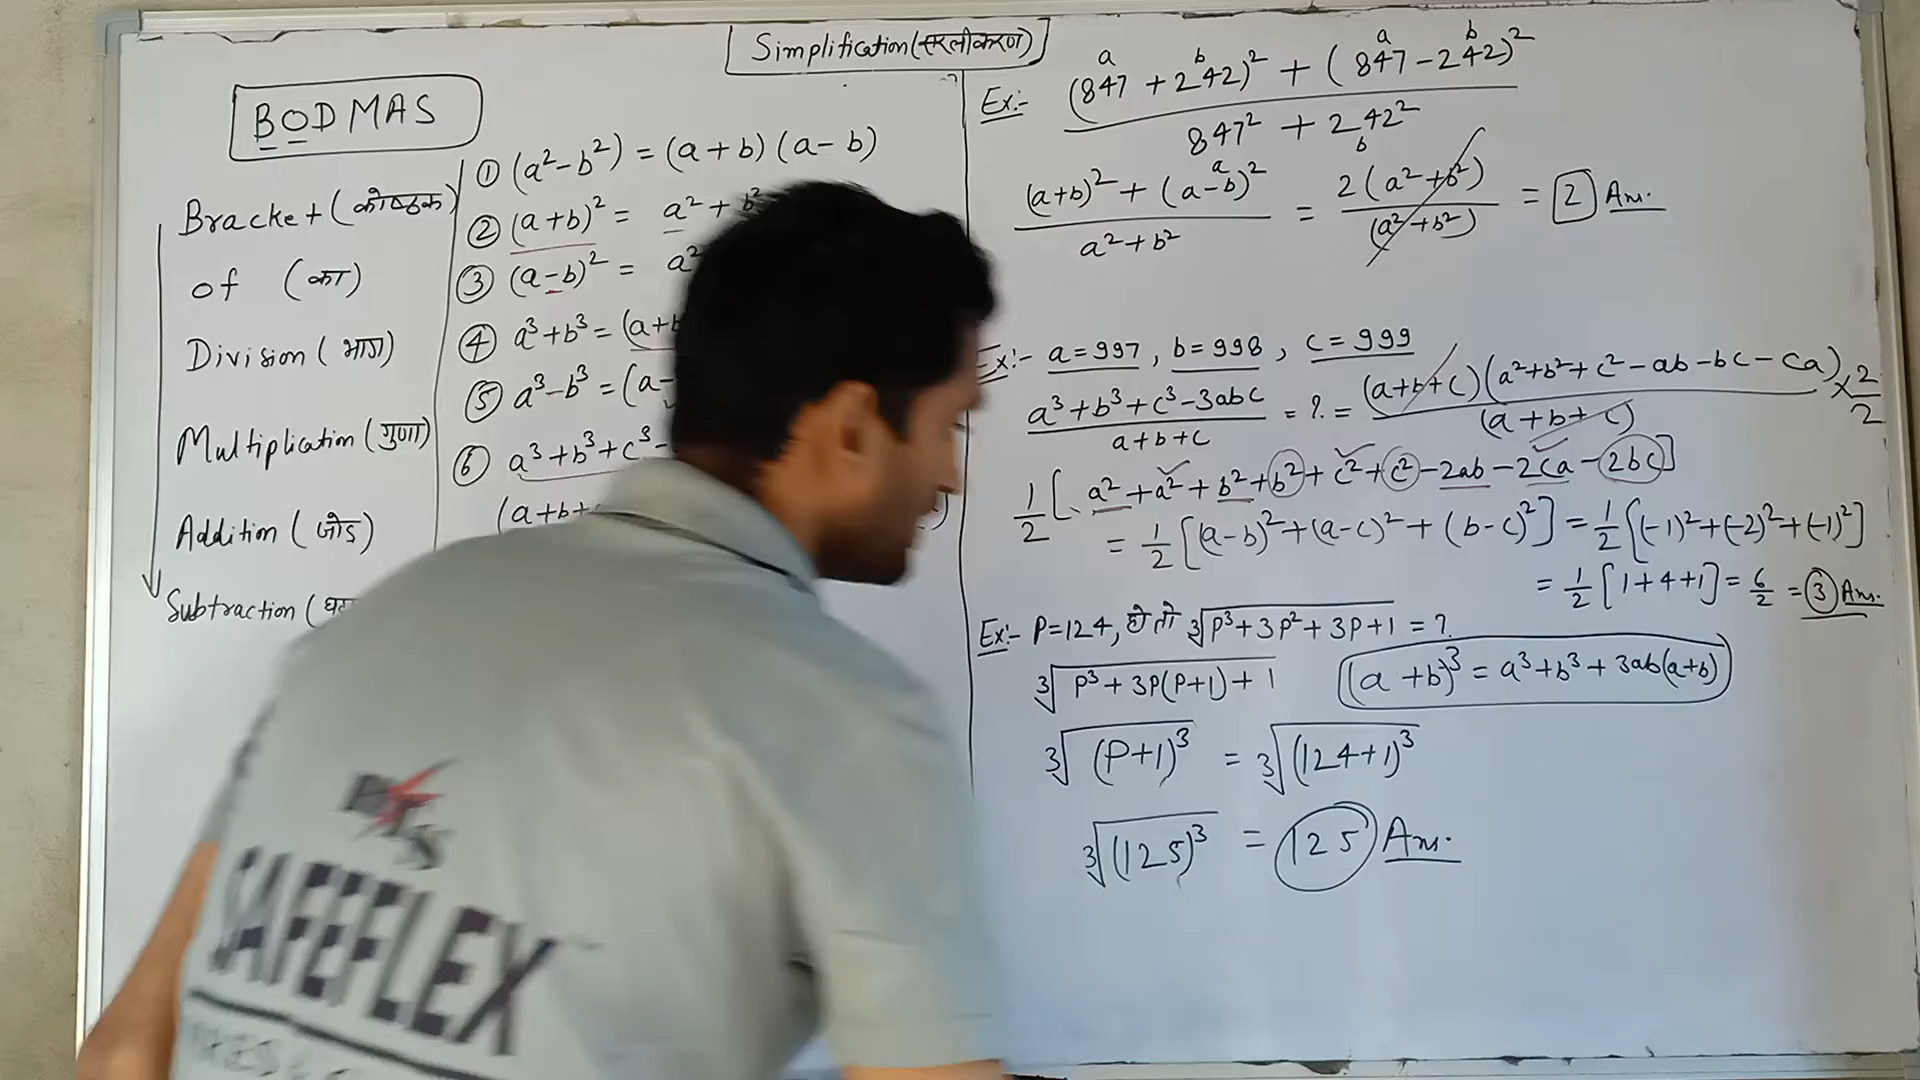 Simplification (सरलीकरण)
BODMAS
Bracket (कोष्ठक)
of (का)
Division (भाग)
Multiplication (गुणा)
Addition (जोड)
Subtraction (घट
① (a²-b²) = (a+b) (a-b)
② (a+b)² = a² + b²
③ (a-b)² = a²
④ a³+b³ = (a+b
⑤ a³-b³ = (a-
⑥ a³+b³+c³-
(a+b+
Ex:- (847 + 242)² + (847 - 242)² / 847² + 242²
a b a b
a b
(a+b)² + (a-b)² / a²+b² = 2(a²+b²) / (a²+b²) = 2 Ans.
Ex:- a=997, b=998, c=999
a³+b³+c³-3abc / a+b+c = ? = (a+b+c)(a²+b²+c²-ab-bc-ca) / (a+b+c) × 2/2
1/2 [a²+a²+b²+b²+c²+c²-2ab-2ca-2bc]
= 1/2 [(a-b)²+(a-c)²+(b-c)²] = 1/2 [(-1)²+(-2)²+(-1)²]
= 1/2 [1+4+1] = 6/2 = 3 Ans.
Ex:- P=124, हो तो ∛(P³+3P²+3P+1) = ?
∛(P³+3P(P+1)+1) (a+b)³ = a³+b³+3ab(a+b)
∛(P+1)³ = ∛(124+1)³
∛(125)³ = 125 Ans.
SAFEFLEX